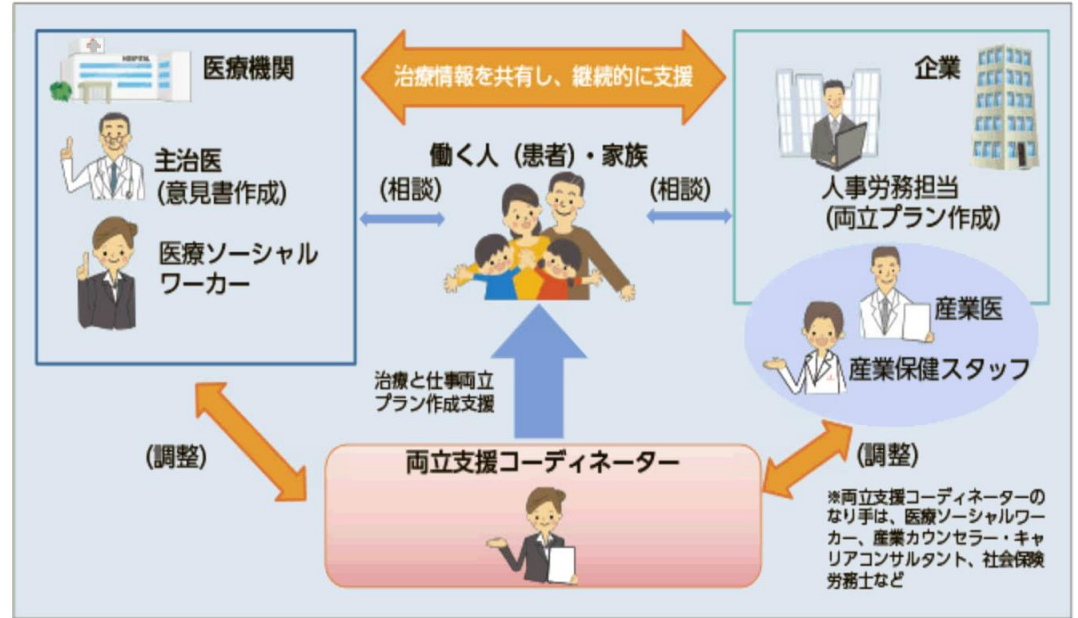 HOSPITAL
医療機関
治療情報を共有し、継続的に支援
企業
主治医
(意見書作成)
働く人（患者）・家族
(相談)
(相談)
人事労務担当
(両立プラン作成)
医療ソーシャル
ワーカー
産業医
産業保健スタッフ
治療と仕事両立
プラン作成支援
(調整)
両立支援コーディネーター
(調整)
※両立支援コーディネーターの
なり手は、医療ソーシャルワー
カー、産業カウンセラー・キャ
リアコンサルタント、社会保険
労務士など